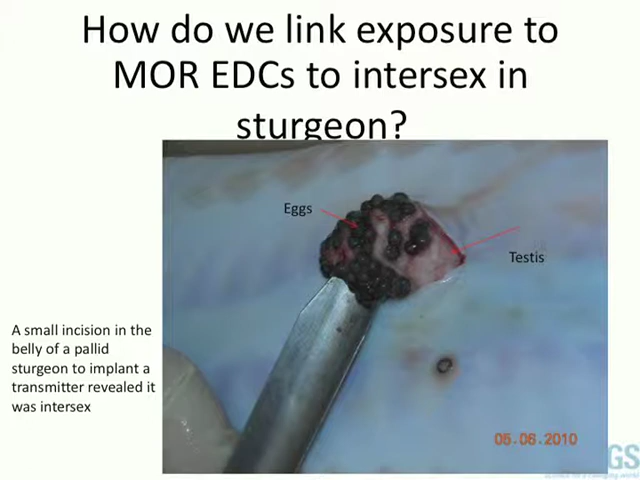 How do we link exposure to
MOR EDCs to intersex in
sturgeon?
Eggs
Testis
A small incision in the
belly of a pallid
sturgeon to implant a
transmitter revealed it
was intersex
05.06.2010
GS